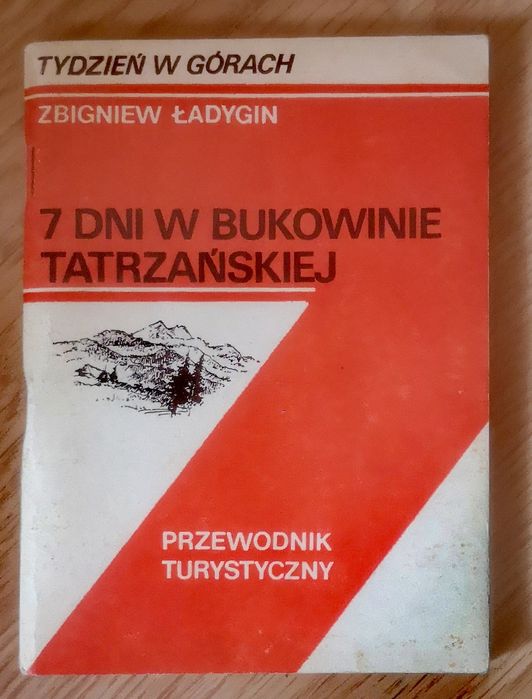 TYDZIEŃ W GÓRACH
ZBIGNIEW ŁADYGIN
7 DNI W BUKOWINIE
TATRZAŃSKIEJ
PRZEWODNIK
TURYSTYCZNY